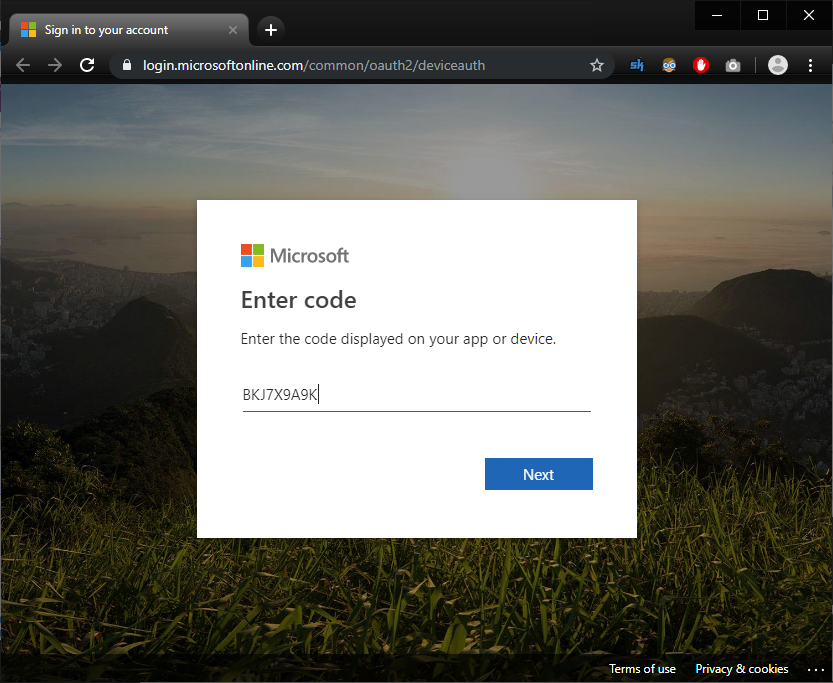 Sign in to your account
login.microsoftonline.com/common/oauth2/deviceauth
sk
Microsoft
Enter code
Enter the code displayed on your app or device.
BKJ7X9A9K
Next
Terms of use Privacy & cookies ...